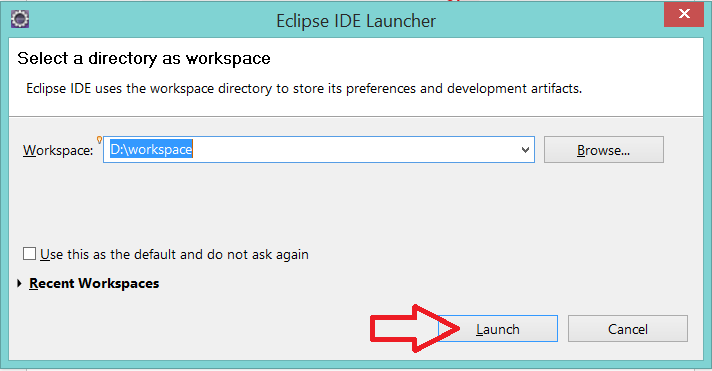 Eclipse IDE Launcher
Select a directory as workspace
Eclipse IDE uses the workspace directory to store its preferences and development artifacts.
Workspace: D:\workspace Browse...
Use this as the default and do not ask again
Recent Workspaces
Launch Cancel